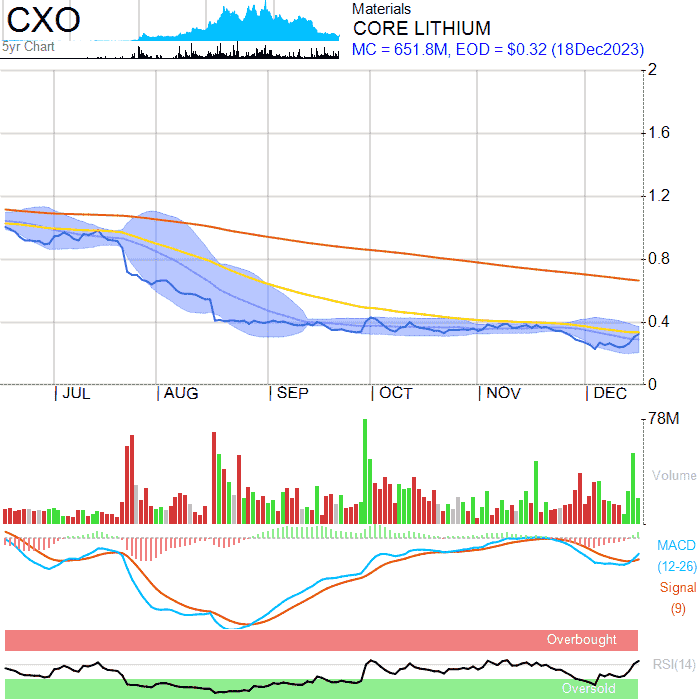 CXO
5yr Chart
Materials
CORE LITHIUM
MC = 651.8M, EOD = $0.32 (18Dec2023)
2
1.6
1.2
0.8
0.4
0
JUL
AUG
SEP
OCT
NOV
DEC
78M
Volume
MACD
(12-26)
Signal
(9)
Overbought
RSI(14)
Oversold